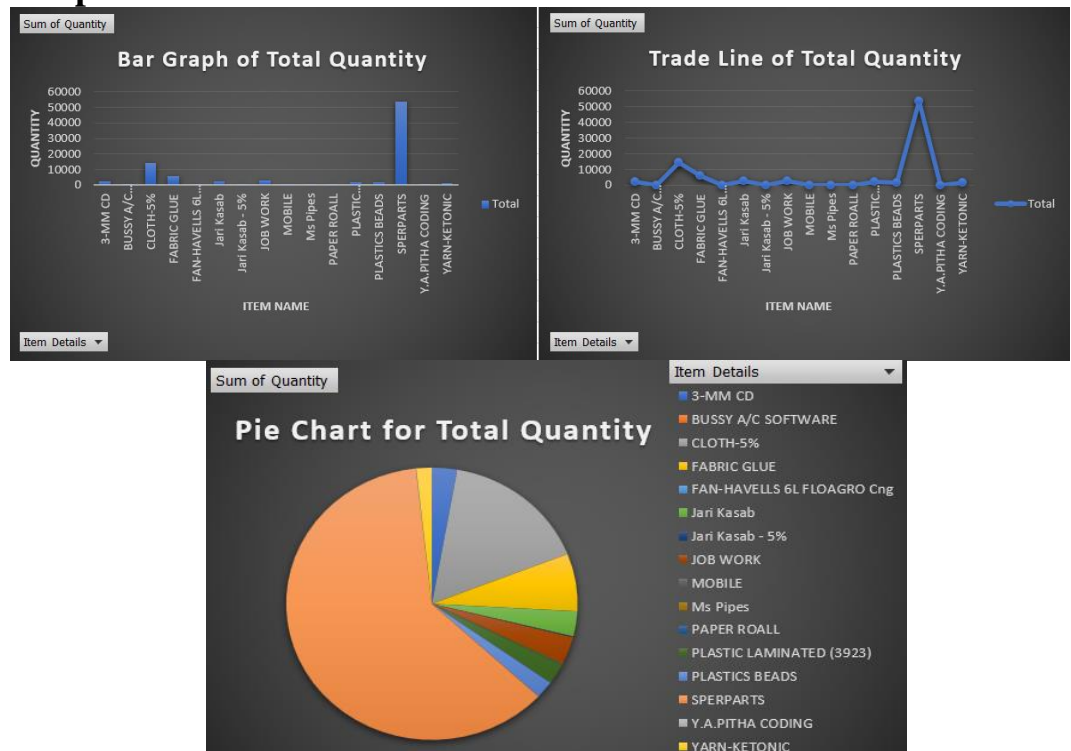 Sum of Quantity
Bar Graph of Total Quantity
QUANTITY
60000
50000
40000
30000
20000
10000
0
3-MM CD
BUSSY A/C...
CLOTH-5%
FABRIC GLUE
FAN-HAVELLS 6L...
Jari Kasab
Jari Kasab - 5%
JOB WORK
MOBILE
Ms Pipes
PAPER ROALL
PLASTIC...
PLASTICS BEADS
SPERPARTS
Y.A.PITHA CODING
YARN-KETONIC
Total
ITEM NAME
Item Details
Sum of Quantity
Trade Line of Total Quantity
QUANTITY
60000
50000
40000
30000
20000
10000
0
3-MM CD
BUSSY A/C...
CLOTH-5%
FABRIC GLUE
FAN-HAVELLS 6L...
Jari Kasab
Jari Kasab - 5%
JOB WORK
MOBILE
Ms Pipes
PAPER ROALL
PLASTIC...
PLASTICS BEADS
SPERPARTS
Y.A.PITHA CODING
YARN-KETONIC
Total
ITEM NAME
Item Details
Sum of Quantity
Pie Chart for Total Quantity
Item Details
3-MM CD
BUSSY A/C SOFTWARE
CLOTH-5%
FABRIC GLUE
FAN-HAVELLS 6L FLOAGRO Cng
Jari Kasab
Jari Kasab - 5%
JOB WORK
MOBILE
Ms Pipes
PAPER ROALL
PLASTIC LAMINATED (3923)
PLASTICS BEADS
SPERPARTS
Y.A.PITHA CODING
YARN-KETONIC